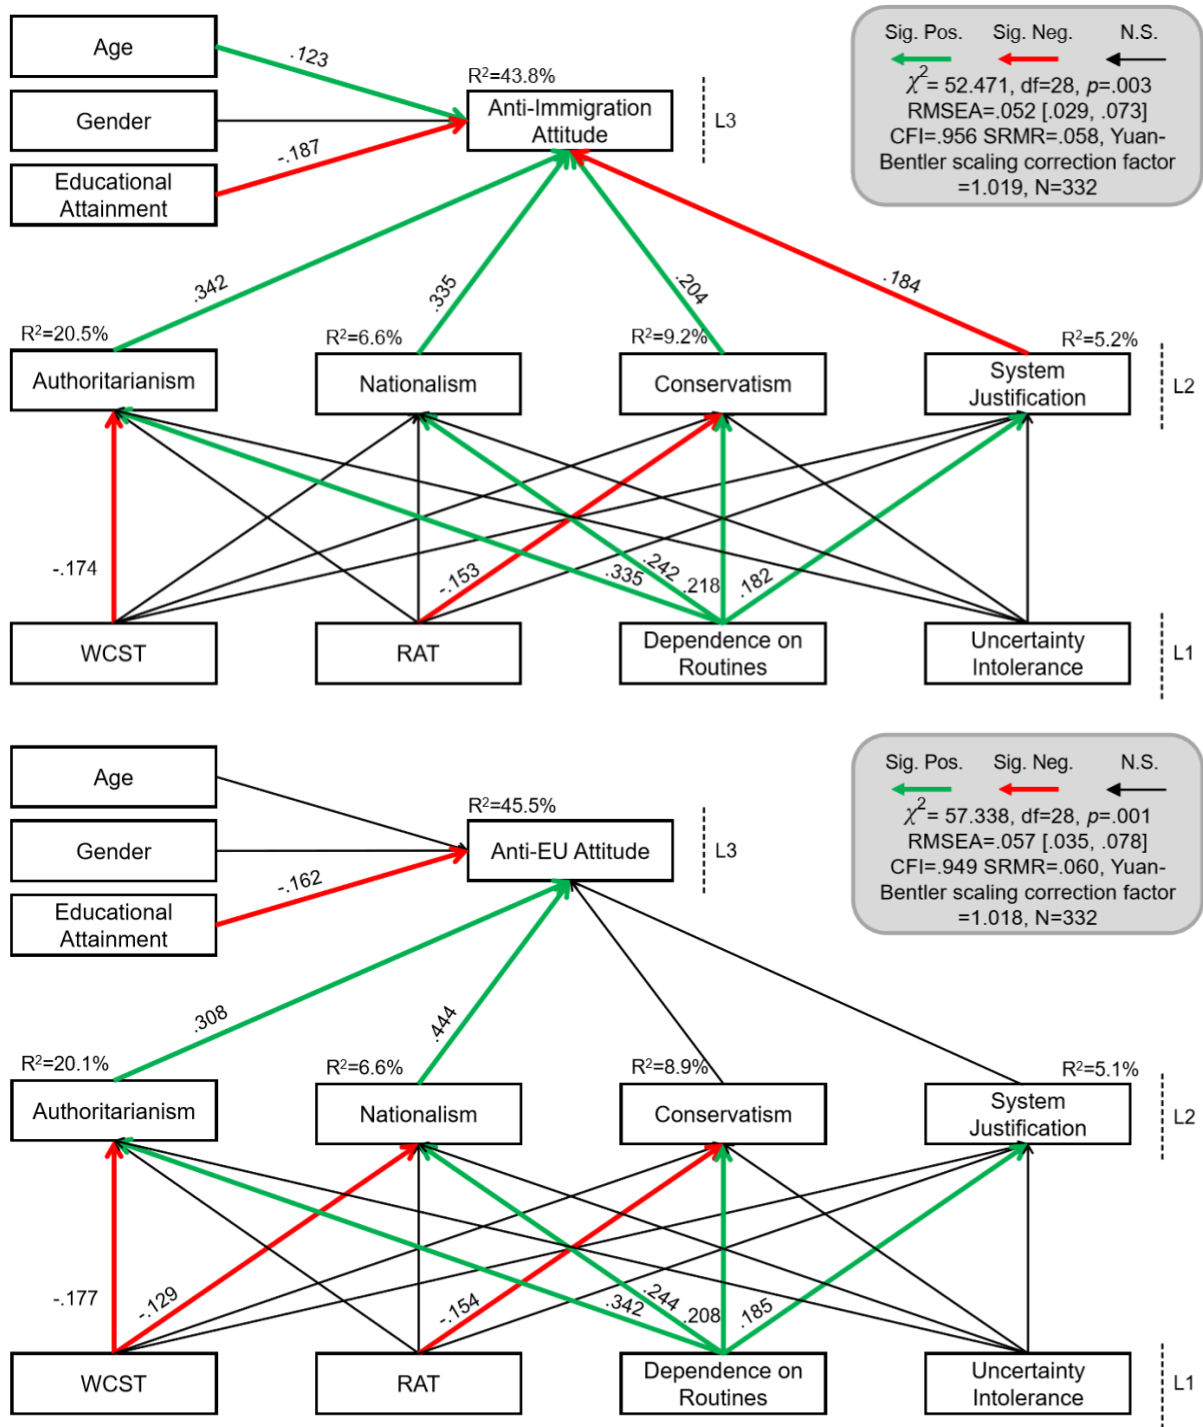 Age
.123
R²=43.8%
Gender
Anti-Immigration
Attitude
L3
-.187
Educational
Attainment
Sig. Pos. Sig. Neg. N.S.
χ²= 52.471, df=28, p=.003
RMSEA=.052 [.029, .073]
CFI=.956 SRMR=.058, Yuan-
Bentler scaling correction factor
=1.019, N=332
.342
.335
.204
.184
R²=20.5%
R²=6.6%
R²=9.2%
R²=5.2%
Authoritarianism
Nationalism
Conservatism
System
Justification
L2
-.174
-.153
.335
.242
.218
.182
WCST
RAT
Dependence on
Routines
Uncertainty
Intolerance
L1
Age
R²=45.5%
Gender
Anti-EU Attitude
L3
-.162
Educational
Attainment
Sig. Pos. Sig. Neg. N.S.
χ²= 57.338, df=28, p=.001
RMSEA=.057 [.035, .078]
CFI=.949 SRMR=.060, Yuan-
Bentler scaling correction factor
=1.018, N=332
.308
.444
R²=20.1%
R²=6.6%
R²=8.9%
R²=5.1%
Authoritarianism
Nationalism
Conservatism
System
Justification
L2
-.177
-.129
-.154
.342
.244
.208
.185
WCST
RAT
Dependence on
Routines
Uncertainty
Intolerance
L1